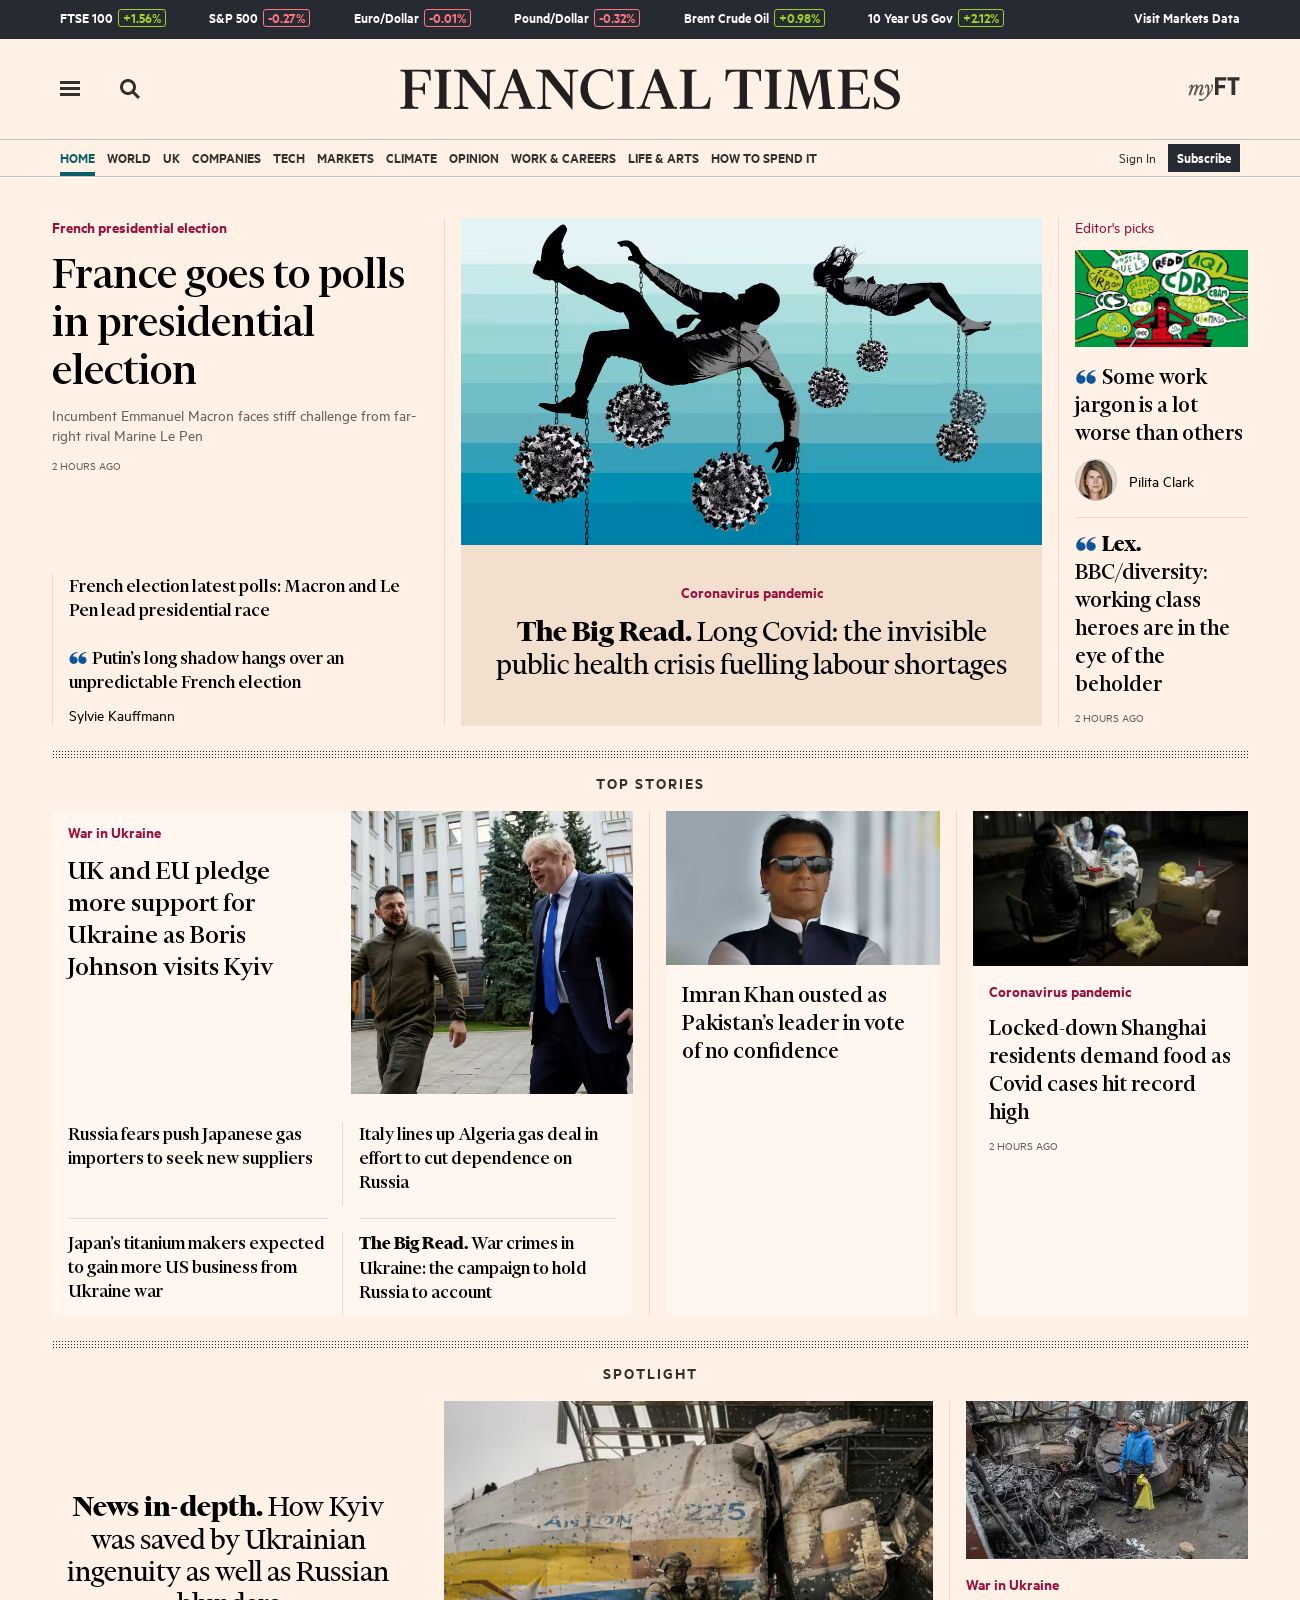 FTSE 100 +1.56% S&P 500 -0.27% Euro/Dollar -0.01% Pound/Dollar -0.32% Brent Crude Oil +0.98% 10 Year US Gov +2.12% Visit Markets Data
FINANCIAL TIMES
myFT
HOME WORLD UK COMPANIES TECH MARKETS CLIMATE OPINION WORK & CAREERS LIFE & ARTS HOW TO SPEND IT Sign In Subscribe
French presidential election
France goes to polls
in presidential
election
Incumbent Emmanuel Macron faces stiff challenge from far-
right rival Marine Le Pen
2 HOURS AGO
French election latest polls: Macron and Le
Pen lead presidential race
“ Putin’s long shadow hangs over an
unpredictable French election
Sylvie Kauffmann
Coronavirus pandemic
The Big Read. Long Covid: the invisible
public health crisis fuelling labour shortages
Editor's picks
FOSSIL
FUELS
REDD
AQI
ZERO
CARBON
CDR
CBAM
CCS
BIOMASS
“ Some work
jargon is a lot
worse than others
Pilita Clark
“ Lex.
BBC/diversity:
working class
heroes are in the
eye of the
beholder
2 HOURS AGO
TOP STORIES
War in Ukraine
UK and EU pledge
more support for
Ukraine as Boris
Johnson visits Kyiv
Russia fears push Japanese gas
importers to seek new suppliers
Italy lines up Algeria gas deal in
effort to cut dependence on
Russia
Japan’s titanium makers expected
to gain more US business from
Ukraine war
The Big Read. War crimes in
Ukraine: the campaign to hold
Russia to account
Imran Khan ousted as
Pakistan’s leader in vote
of no confidence
Coronavirus pandemic
Locked-down Shanghai
residents demand food as
Covid cases hit record
high
2 HOURS AGO
SPOTLIGHT
News in-depth. How Kyiv
was saved by Ukrainian
ingenuity as well as Russian
blunders
ANTONOV 225
War in Ukraine